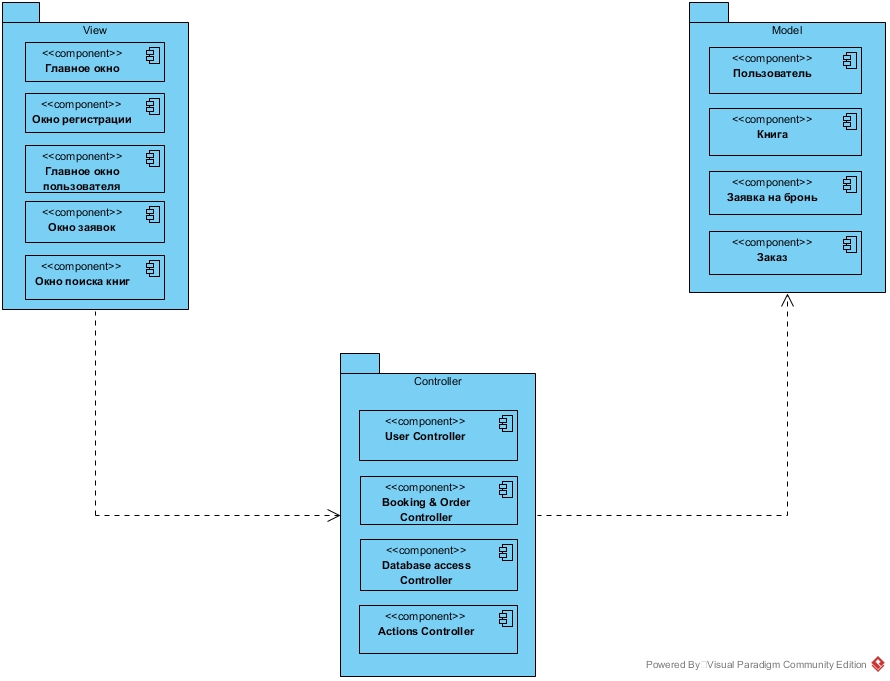 View
<<component>>
Главное окно
<<component>>
Окно регистрации
<<component>>
Главное окно
пользователя
<<component>>
Окно заявок
<<component>>
Окно поиска книг
Model
<<component>>
Пользователь
<<component>>
Книга
<<component>>
Заявка на бронь
<<component>>
Заказ
Controller
<<component>>
User Controller
<<component>>
Booking & Order
Controller
<<component>>
Database access
Controller
<<component>>
Actions Controller
Powered By Visual Paradigm Community Edition